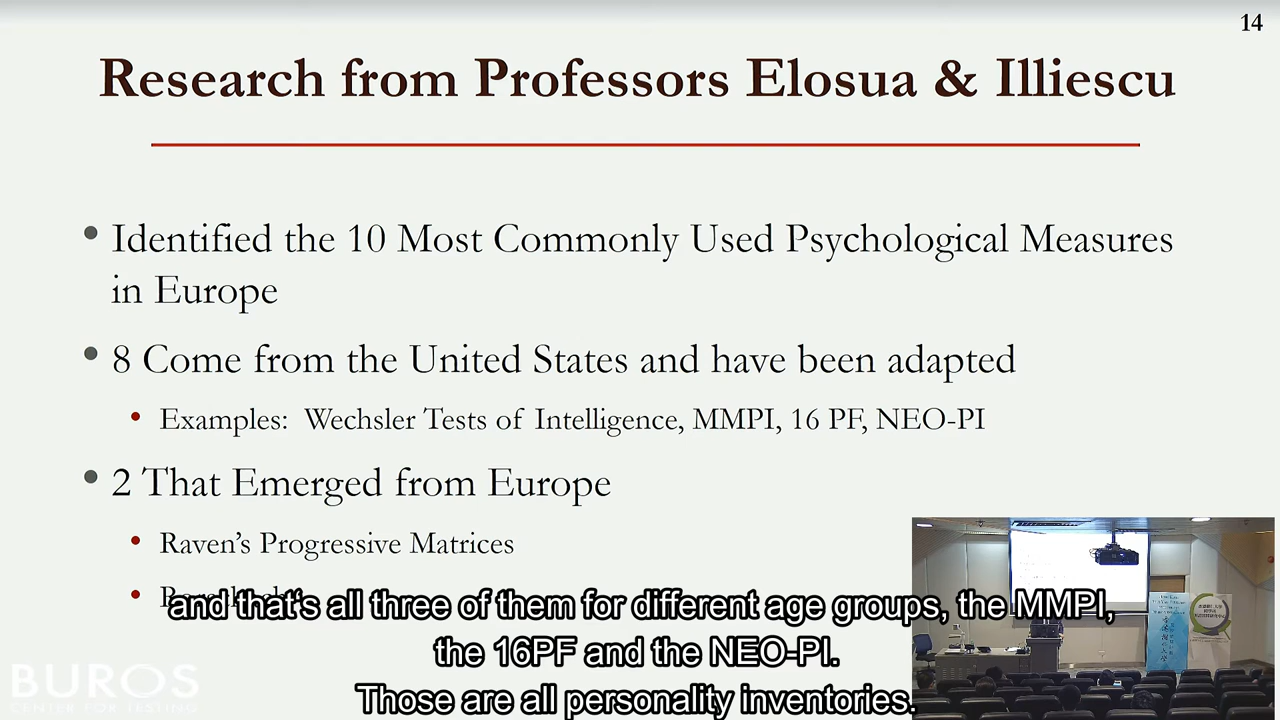 14
Research from Professors Elosua & Illiescu
• Identified the 10 Most Commonly Used Psychological Measures
in Europe
• 8 Come from the United States and have been adapted
• Examples: Wechsler Tests of Intelligence, MMPI, 16 PF, NEO-PI
• 2 That Emerged from Europe
• Raven's Progressive Matrices
and that's all three of them for different age groups, the MMPI,
the 16PF and the NEO-PI.
Those are all personality inventories.
BUROS
CENTER FOR TESTING